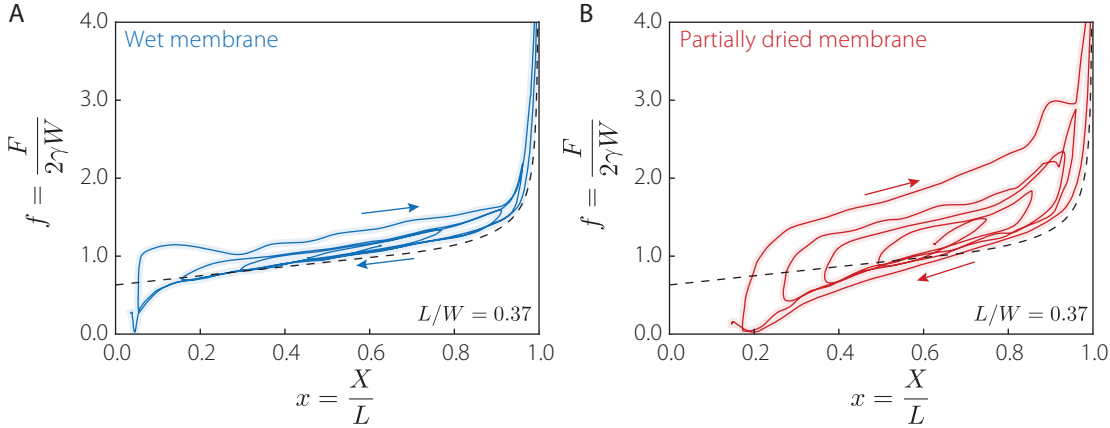 A
Wet membrane
4.0
3.0
2.0
1.0
0.0
f = F / 2γW
L/W = 0.37
0.0 0.2 0.4 0.6 0.8 1.0
x = X / L
B
Partially dried membrane
4.0
3.0
2.0
1.0
0.0
f = F / 2γW
L/W = 0.37
0.0 0.2 0.4 0.6 0.8 1.0
x = X / L